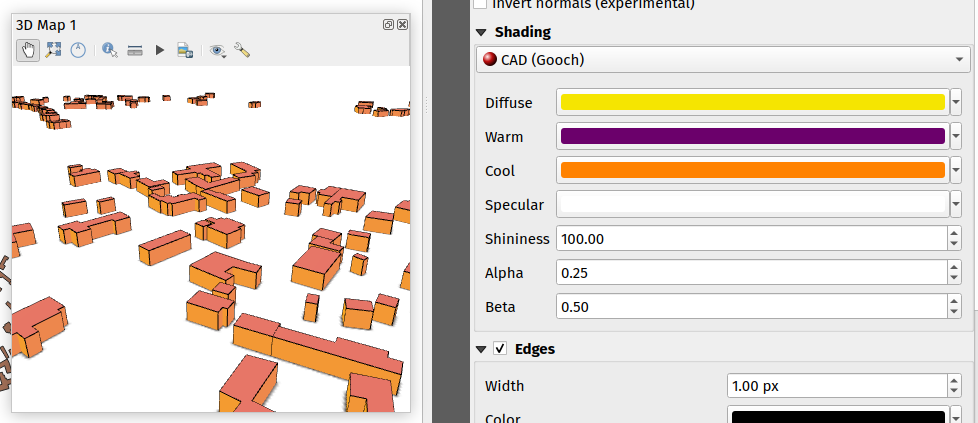 3D Map 1
Invert normals (experimental)
Shading
CAD (Gooch)
Diffuse
Warm
Cool
Specular
Shininess 100.00
Alpha 0.25
Beta 0.50
Edges
Width 1.00 px
Color